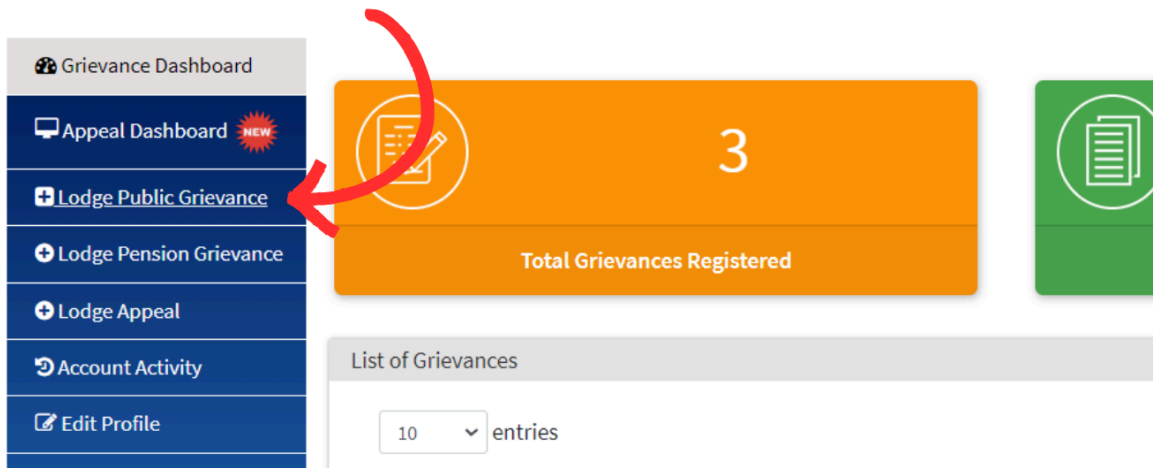 Grievance Dashboard
Appeal Dashboard NEW
Lodge Public Grievance
Lodge Pension Grievance
Lodge Appeal
Account Activity
Edit Profile
3
Total Grievances Registered
List of Grievances
10 entries